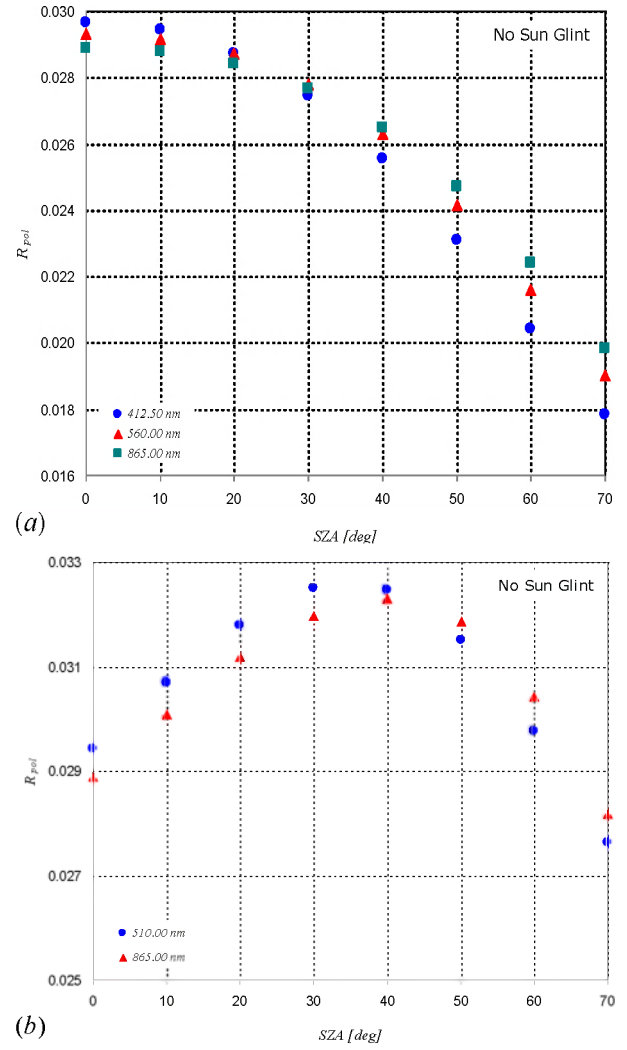 0.030
No Sun Glint
0.028
0.026
0.024
R pol
0.022
0.020
0.018
412.50 nm
560.00 nm
865.00 nm
0.016
0 10 20 30 40 50 60 70
(a)
SZA [deg]
0.033
No Sun Glint
0.031
R pol
0.029
0.027
510.00 nm
865.00 nm
0.025
0 10 20 30 40 50 60 70
(b)
SZA [deg]